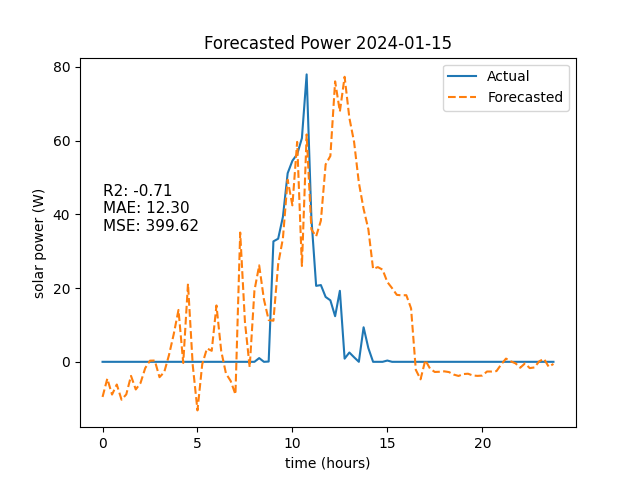 Forecasted Power 2024-01-15
Actual
Forecasted
R2: -0.71
MAE: 12.30
MSE: 399.62
solar power (W)
80
60
40
20
0
0 5 10 15 20
time (hours)